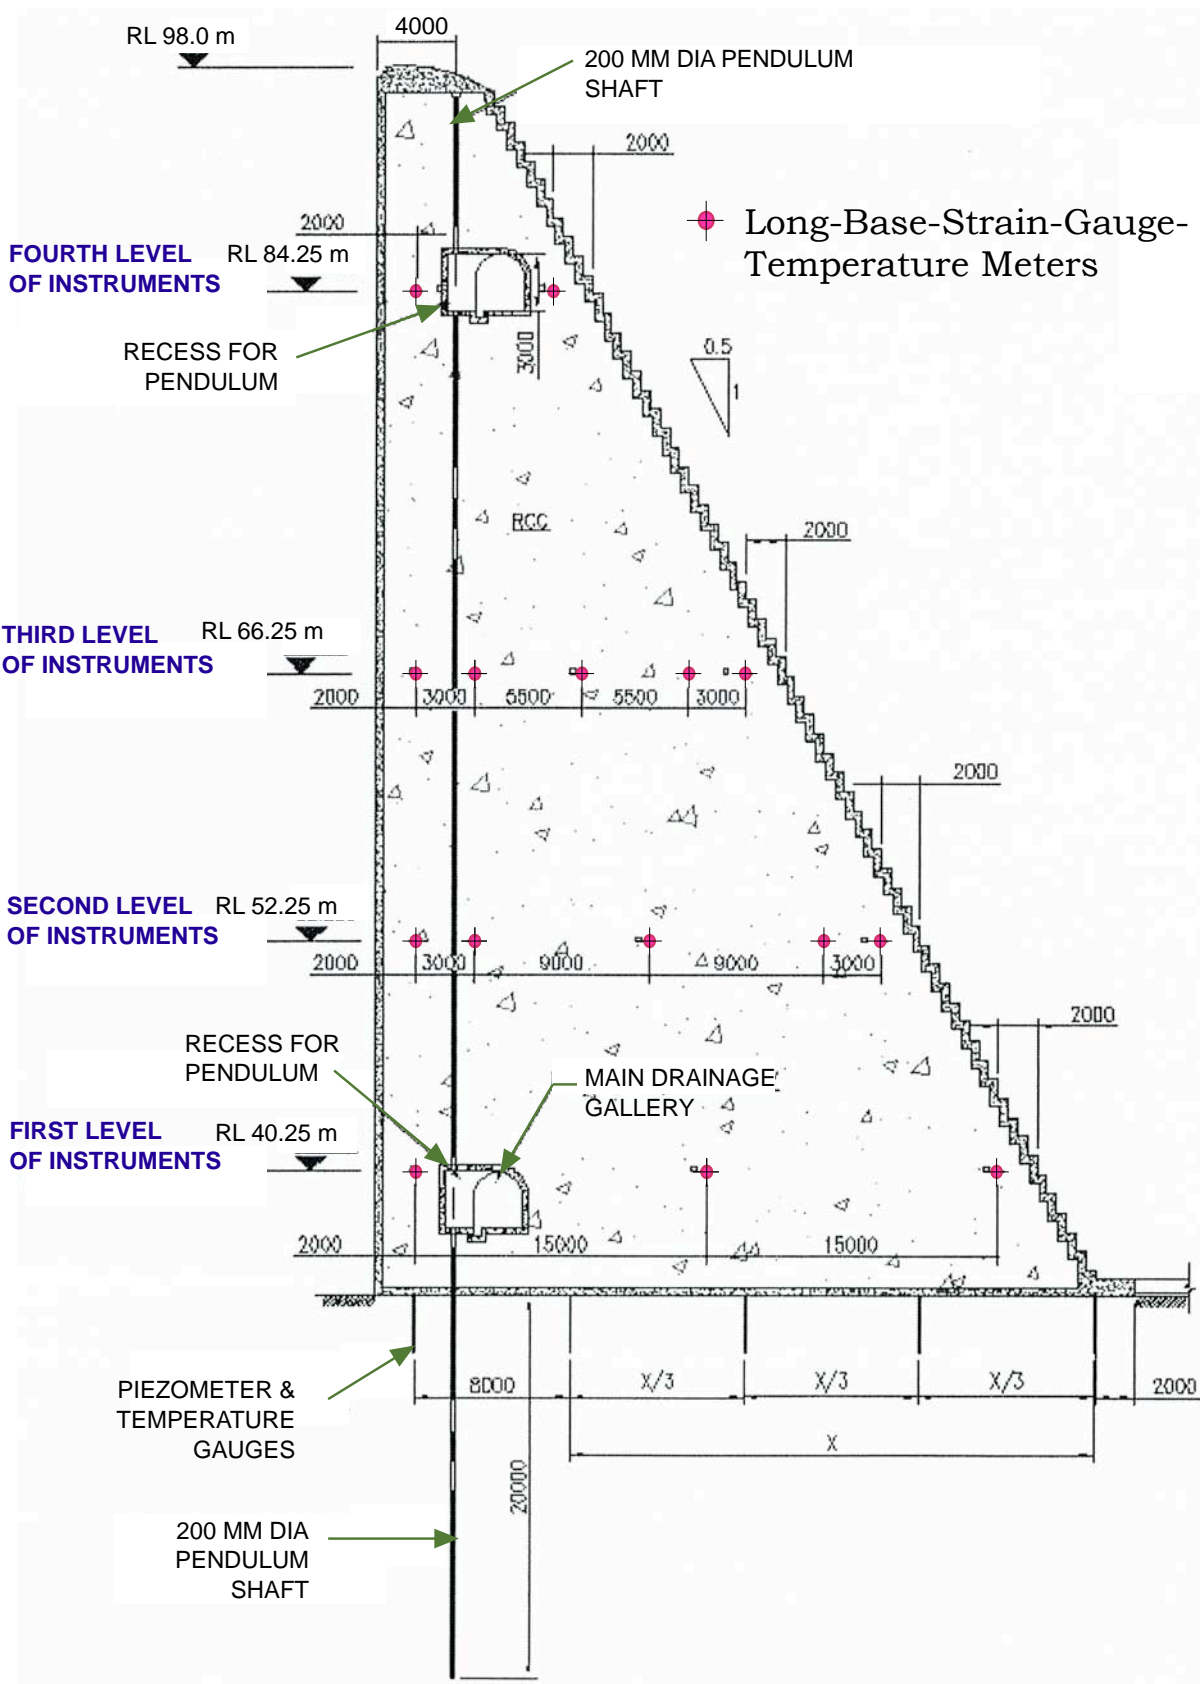 RL 98.0 m
4000
200 MM DIA PENDULUM
SHAFT
2000
Long-Base-Strain-Gauge-
Temperature Meters
2000
FOURTH LEVEL
OF INSTRUMENTS
RL 84.25 m
RECESS FOR
PENDULUM
3000
0.5
1
RCC
2000
THIRD LEVEL
OF INSTRUMENTS
RL 66.25 m
2000
3000
5500
5500
3000
2000
SECOND LEVEL
OF INSTRUMENTS
RL 52.25 m
2000
3000
9000
9000
3000
2000
RECESS FOR
PENDULUM
MAIN DRAINAGE
GALLERY
FIRST LEVEL
OF INSTRUMENTS
RL 40.25 m
2000
15000
15000
PIEZOMETER &
TEMPERATURE
GAUGES
8000
X/3
X/3
X/3
2000
X
20000
200 MM DIA
PENDULUM
SHAFT